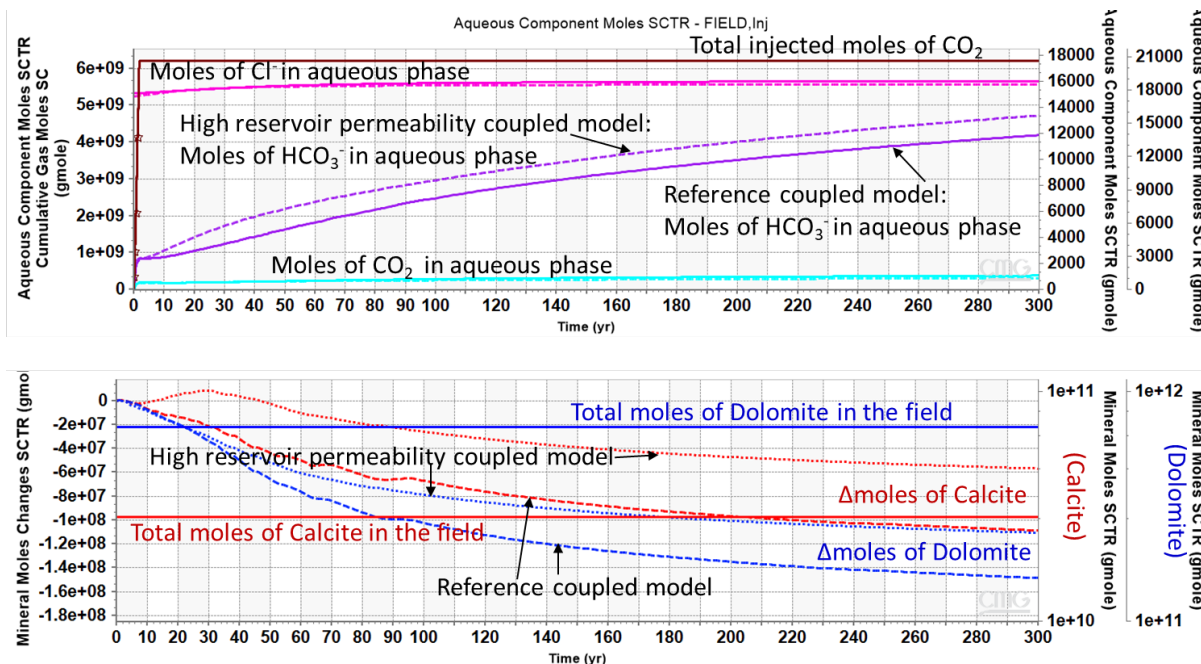 Aqueous Component Moles SCTR - FIELD,Inj
Aqueous Component Moles SCTR
Cumulative Gas Moles SC
(gmole)
6e+09
5e+09
4e+09
3e+09
2e+09
1e+09
0
Total injected moles of CO₂
Moles of Cl⁻ in aqueous phase
High reservoir permeability coupled model:
Moles of HCO₃⁻ in aqueous phase
Reference coupled model:
Moles of HCO₃⁻ in aqueous phase
Moles of CO₂ in aqueous phase
CMG
18000
16000
14000
12000
10000
8000
6000
4000
2000
0
Aqueous Component Moles SCTR (gmole)
21000
18000
15000
12000
9000
6000
3000
0
Aqueous Component Moles SCTR (gmole)
0 10 20 30 40 50 60 70 80 90 100 120 140 160 180 200 220 240 260 280 300
Time (yr)
Mineral Moles Changes SCTR (gmol
0
-2e+07
-4e+07
-6e+07
-8e+07
-1e+08
-1.2e+08
-1.4e+08
-1.6e+08
-1.8e+08
Total moles of Dolomite in the field
High reservoir permeability coupled model
Δmoles of Calcite
Total moles of Calcite in the field
Δmoles of Dolomite
Reference coupled model
CMG
1e+11
1e+10
(Calcite)
Mineral Moles SCTR (gmole)
1e+12
1e+11
(Dolomite)
Mineral Moles SCTR (gmole)
0 10 20 30 40 50 60 70 80 90 100 120 140 160 180 200 220 240 260 280 300
Time (yr)